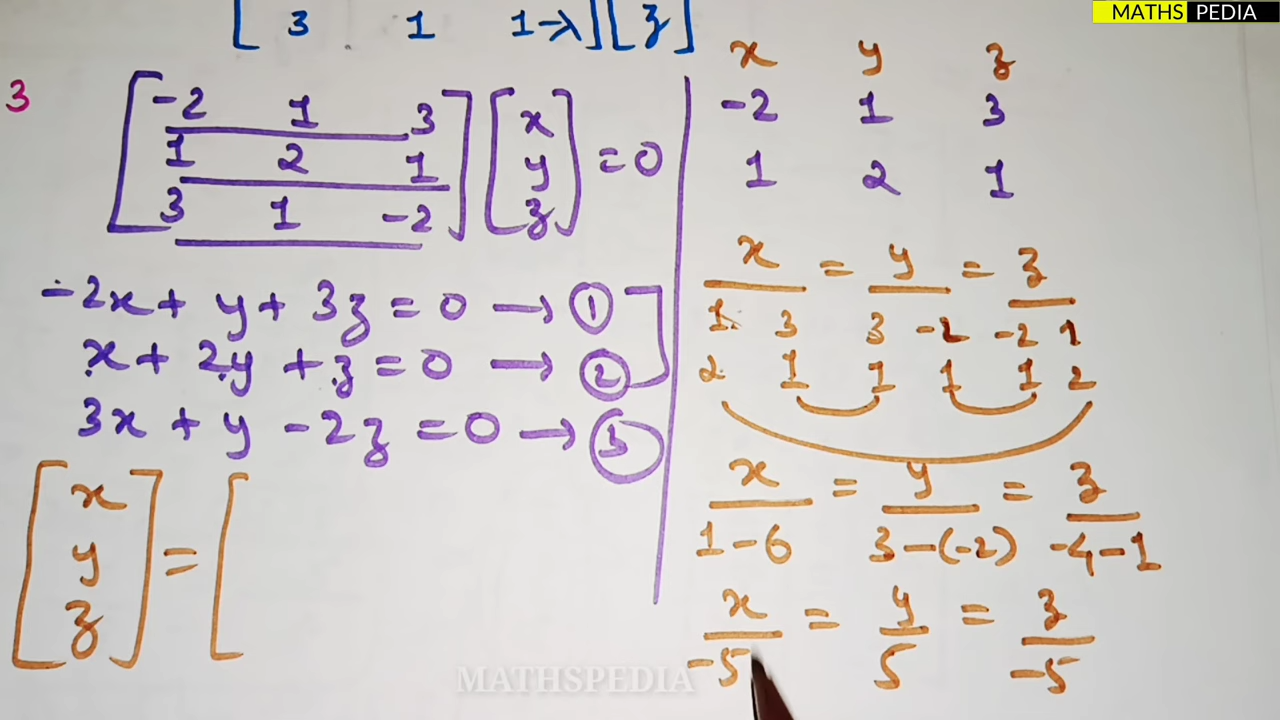 MATHS PEDIA
[ 3 1 1-λ ] [ z ]
3
[ -2 1 3 ] [ x ]
[ 1 2 1 ] [ y ] = 0
[ 3 1 -2 ] [ z ]
-2x + y + 3z = 0 → ①
x + 2y + z = 0 → ②
3x + y - 2z = 0 → ③
[ x ] [
[ y ] =
[ z ]
x y z
-2 1 3
1 2 1
x = y = z
1 3 3 -2 -2 1
2 1 1 1 1 2
x = y = z
1-6 3-(-2) -4-1
x = y = z
-5 5 -5
MATHSPEDIA